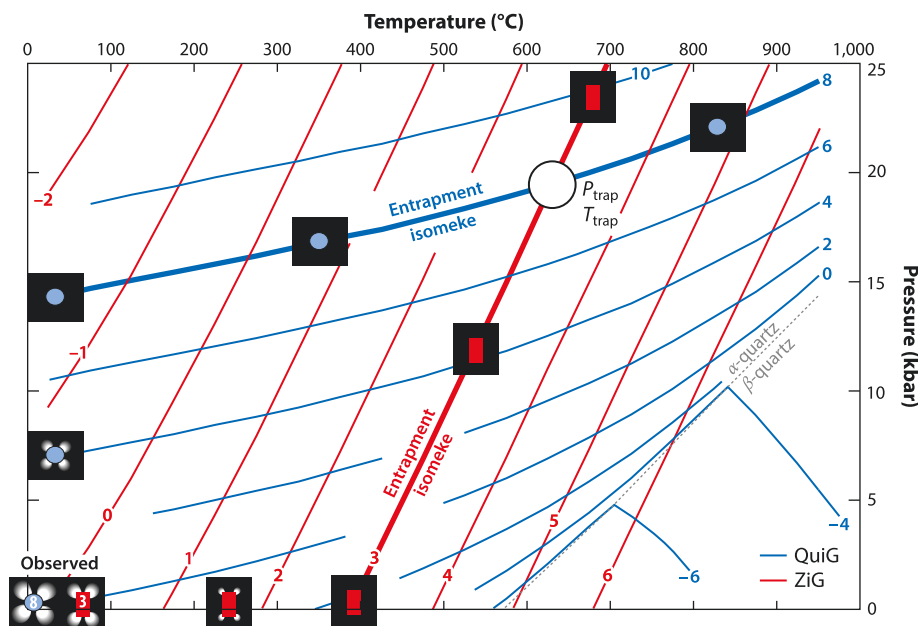 Temperature (°C)
0 100 200 300 400 500 600 700 800 900 1,000
25
10
8
6
20
–2
Entrapment
isomeke
P trap
T trap
4
2
0
15
–1
α-quartz
β-quartz
10
Pressure (kbar)
Entrapment
isomeke
0
5
5
–4
1
2
3
4
6
–6
QuiG
ZiG
Observed
8
3
0